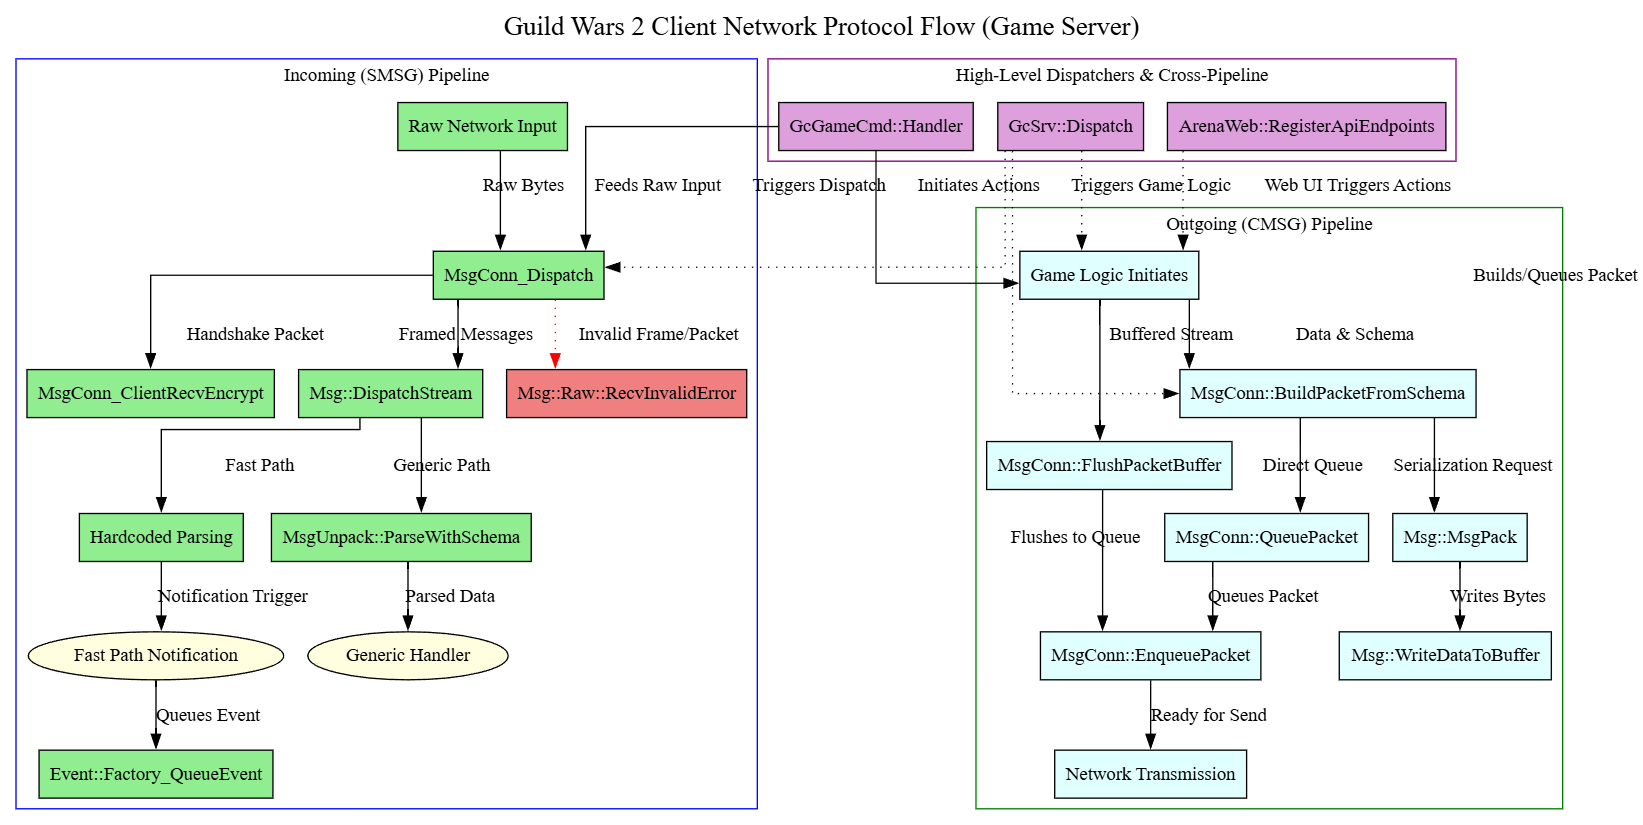 Guild Wars 2 Client Network Protocol Flow (Game Server)
Incoming (SMSG) Pipeline
High-Level Dispatchers & Cross-Pipeline
Raw Network Input
GcGameCmd::Handler
GcSrv::Dispatch
ArenaWeb::RegisterApiEndpoints
Raw Bytes
Feeds Raw Input
Triggers Dispatch
Initiates Actions
Triggers Game Logic
Web UI Triggers Actions
Outgoing (CMSG) Pipeline
MsgConn_Dispatch
Game Logic Initiates
Builds/Queues Packet
Handshake Packet
Framed Messages
Invalid Frame/Packet
Buffered Stream
Data & Schema
MsgConn_ClientRecvEncrypt
Msg::DispatchStream
Msg::Raw::RecvInvalidError
MsgConn::BuildPacketFromSchema
Fast Path
Generic Path
MsgConn::FlushPacketBuffer
Direct Queue
Serialization Request
Hardcoded Parsing
MsgUnpack::ParseWithSchema
Flushes to Queue
MsgConn::QueuePacket
Msg::MsgPack
Notification Trigger
Parsed Data
Queues Packet
Writes Bytes
Fast Path Notification
Generic Handler
MsgConn::EnqueuePacket
Msg::WriteDataToBuffer
Queues Event
Ready for Send
Event::Factory_QueueEvent
Network Transmission